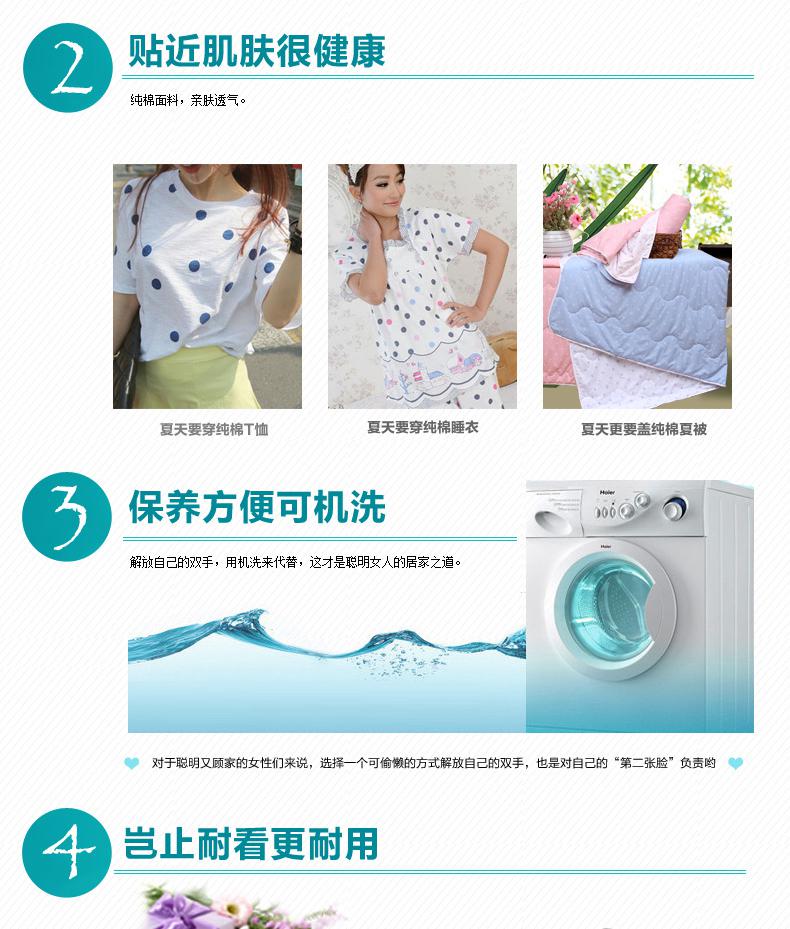 2
贴近肌肤很健康
纯棉面料，亲肤透气。
夏天要穿纯棉T恤
夏天要穿纯棉睡衣
夏天更要盖纯棉夏被
3
保养方便可机洗
解放自己的双手，用机洗来代替，这才是聪明女人的居家之道。
Haier
Haier
对于聪明又顾家的女性们来说，选择一个可偷懒的方式解放自己的双手，也是对自己的“第二张脸”负责哟
4
岂止耐看更耐用